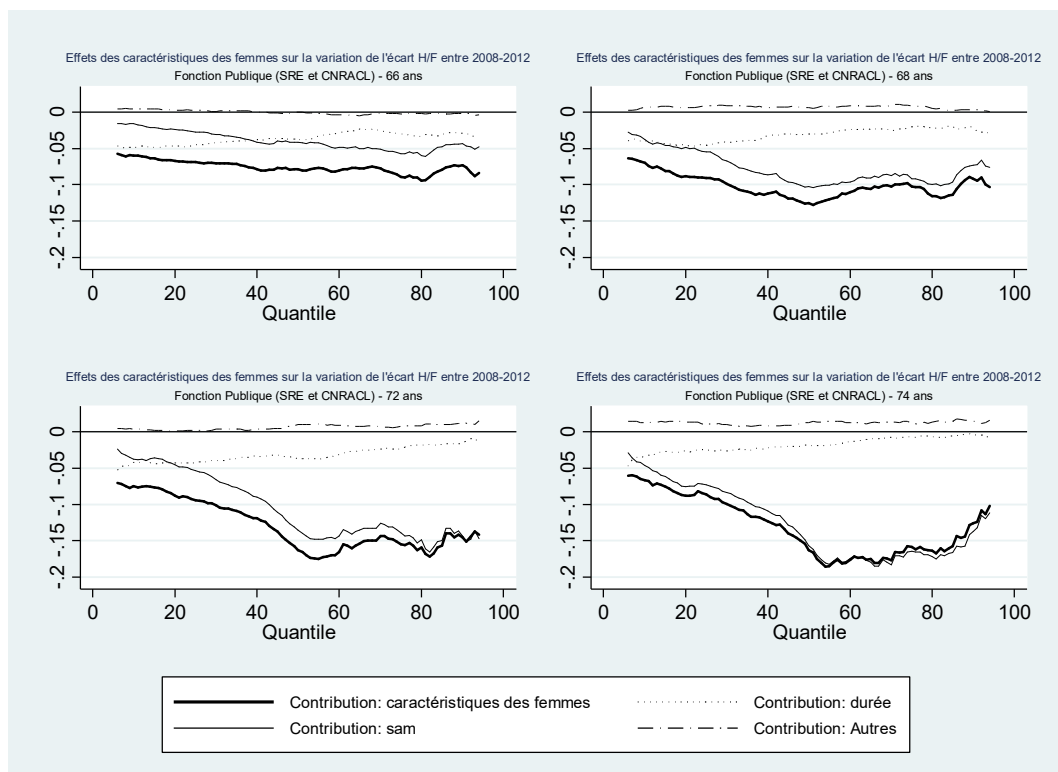 Effets des caractéristiques des femmes sur la variation de l'écart H/F entre 2008-2012
Fonction Publique (SRE et CNRACL) - 66 ans
0
-.05
-.1
-.15
-.2
0 20 40 60 80 100
Quantile
Effets des caractéristiques des femmes sur la variation de l'écart H/F entre 2008-2012
Fonction Publique (SRE et CNRACL) - 68 ans
0
-.05
-.1
-.15
-.2
0 20 40 60 80 100
Quantile
Effets des caractéristiques des femmes sur la variation de l'écart H/F entre 2008-2012
Fonction Publique (SRE et CNRACL) - 72 ans
0
-.05
-.1
-.15
-.2
0 20 40 60 80 100
Quantile
Effets des caractéristiques des femmes sur la variation de l'écart H/F entre 2008-2012
Fonction Publique (SRE et CNRACL) - 74 ans
0
-.05
-.1
-.15
-.2
0 20 40 60 80 100
Quantile
Contribution: caractéristiques des femmes
Contribution: durée
Contribution: sam
Contribution: Autres